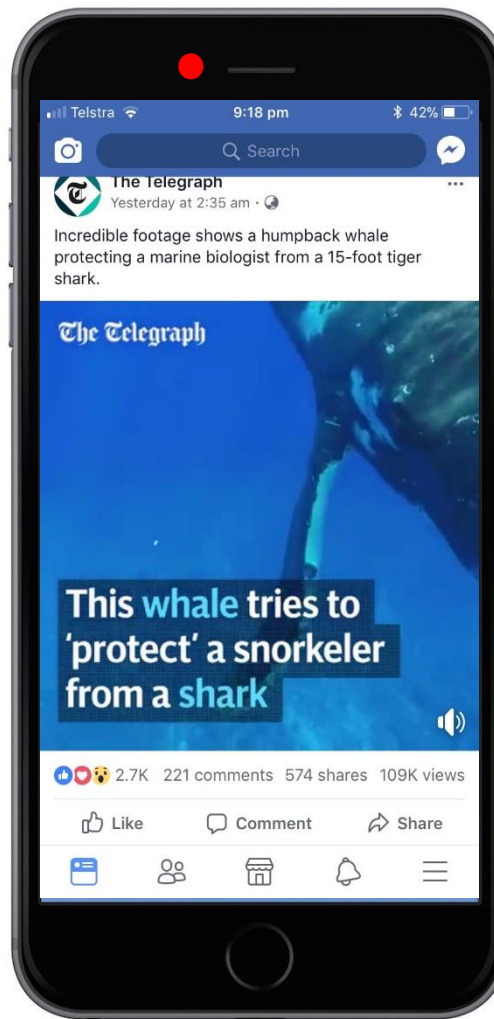 Telstra 9:18 pm 42%
Search
The Telegraph
Yesterday at 2:35 am ·
Incredible footage shows a humpback whale
protecting a marine biologist from a 15-foot tiger
shark.
The Telegraph
This whale tries to
‘protect’ a snorkeler
from a shark
2.7K 221 comments 574 shares 109K views
Like Comment Share